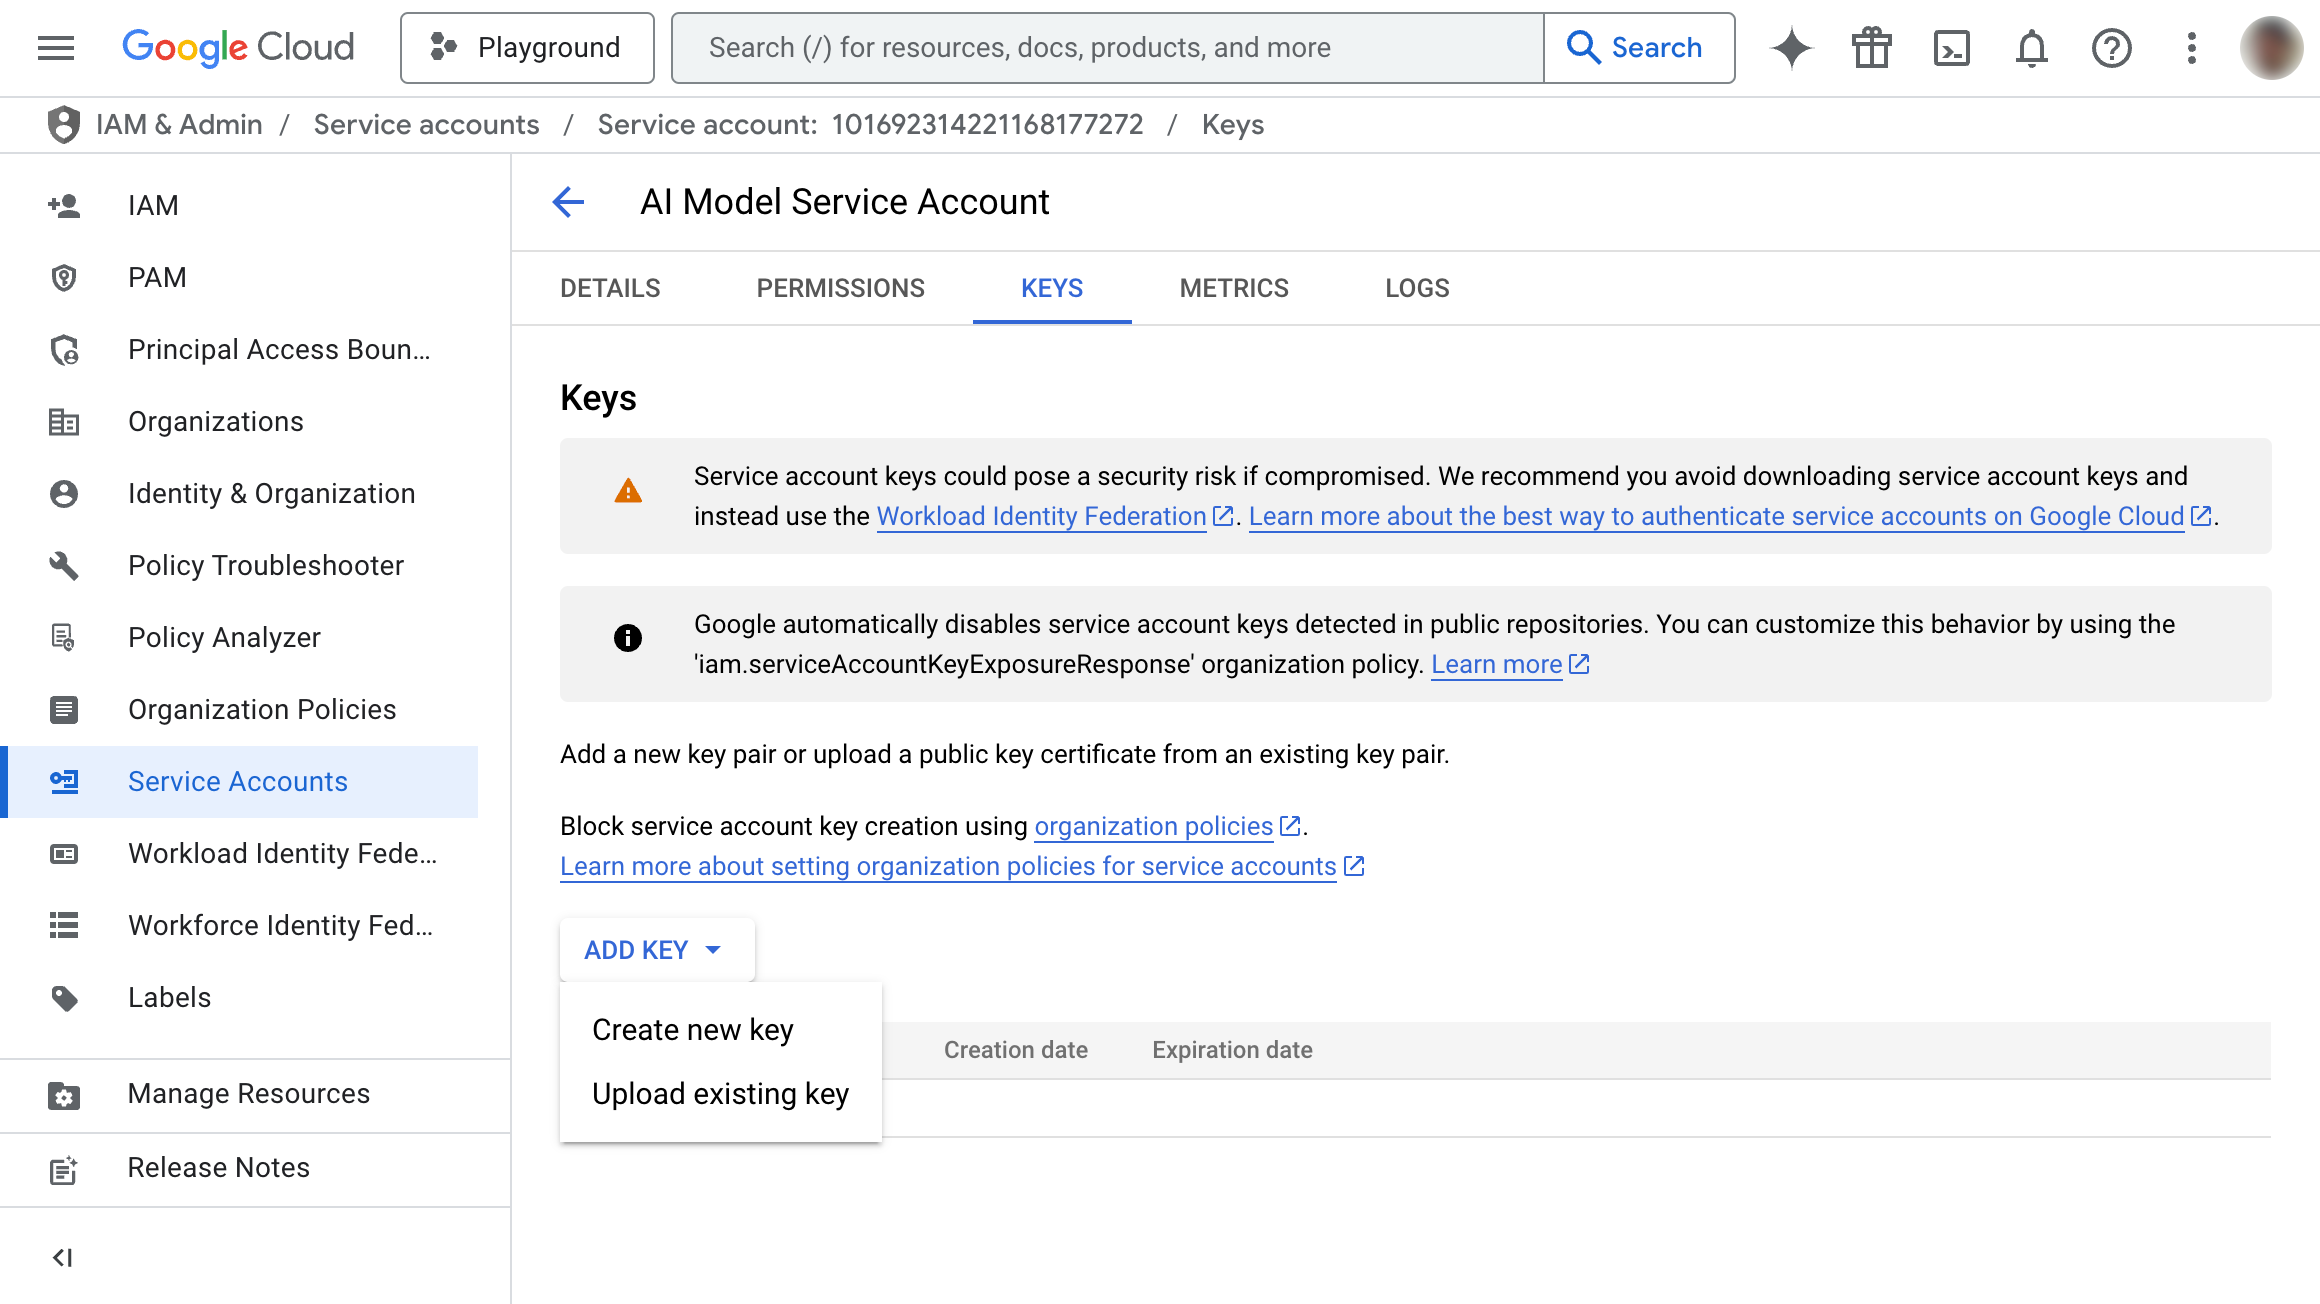 Google Cloud
Playground
Search (/) for resources, docs, products, and more
Search
IAM & Admin / Service accounts / Service account: 101692314221168177272 / Keys
IAM
PAM
Principal Access Boun...
Organizations
Identity & Organization
Policy Troubleshooter
Policy Analyzer
Organization Policies
Service Accounts
Workload Identity Fede...
Workforce Identity Fed...
Labels
Manage Resources
Release Notes
AI Model Service Account
DETAILS
PERMISSIONS
KEYS
METRICS
LOGS
Keys
Service account keys could pose a security risk if compromised. We recommend you avoid downloading service account keys and
instead use the Workload Identity Federation. Learn more about the best way to authenticate service accounts on Google Cloud.
Google automatically disables service account keys detected in public repositories. You can customize this behavior by using the
'iam.serviceAccountKeyExposureResponse' organization policy. Learn more
Add a new key pair or upload a public key certificate from an existing key pair.
Block service account key creation using organization policies.
Learn more about setting organization policies for service accounts
ADD KEY
Create new key
Upload existing key
Creation date
Expiration date